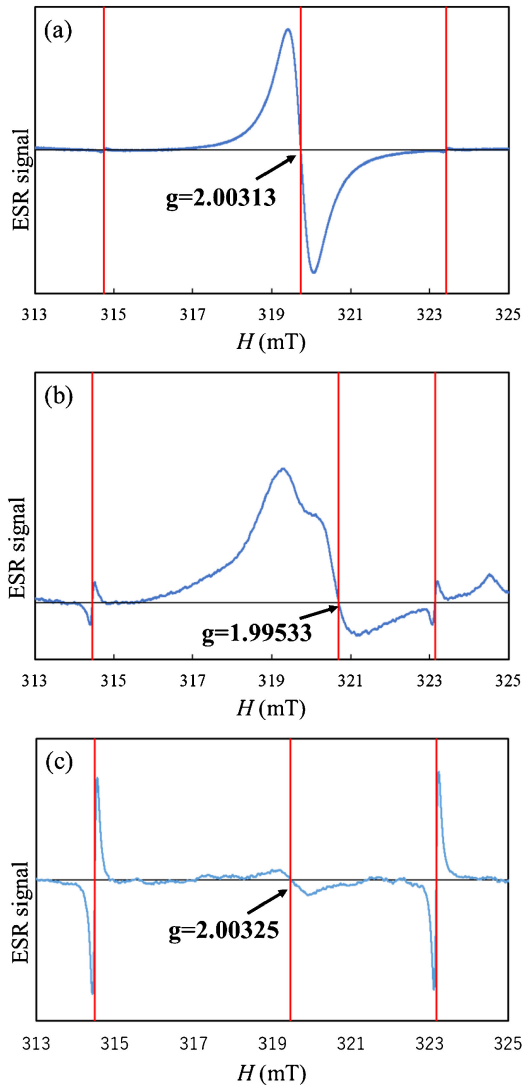 (a)
ESR signal
g=2.00313
313 315 317 319 321 323 325
H (mT)
(b)
ESR signal
g=1.99533
313 315 317 319 321 323 325
H (mT)
(c)
ESR signal
g=2.00325
313 315 317 319 321 323 325
H (mT)